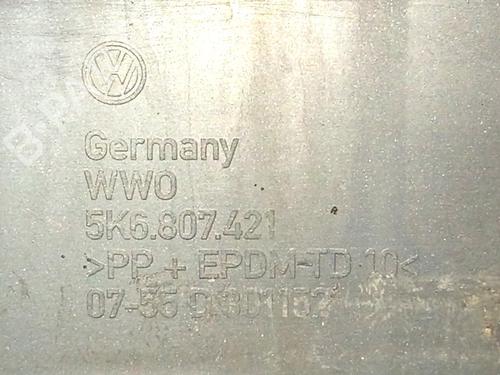 Germany
WWO
5K6.807.421
>PP + EPDM-TD 10<